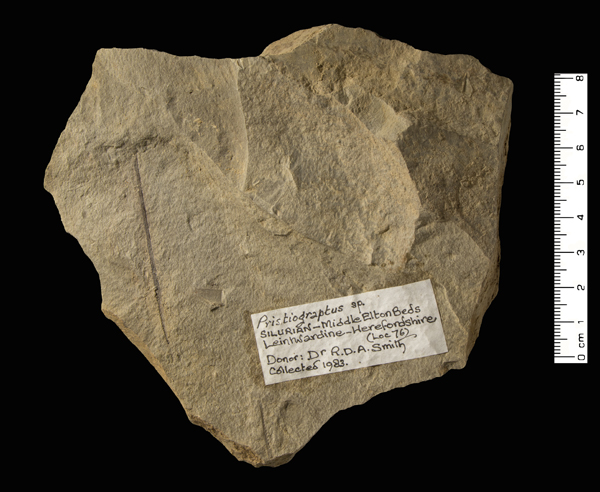 Pristiograptus sp.
SILURIAN - Middle Elton Beds
Leintwardine - Herefordshire
(Loc 76)
Donor: Dr R.D.A. Smith
Collected 1983.
8
7
6
5
4
3
2
1
0 cm